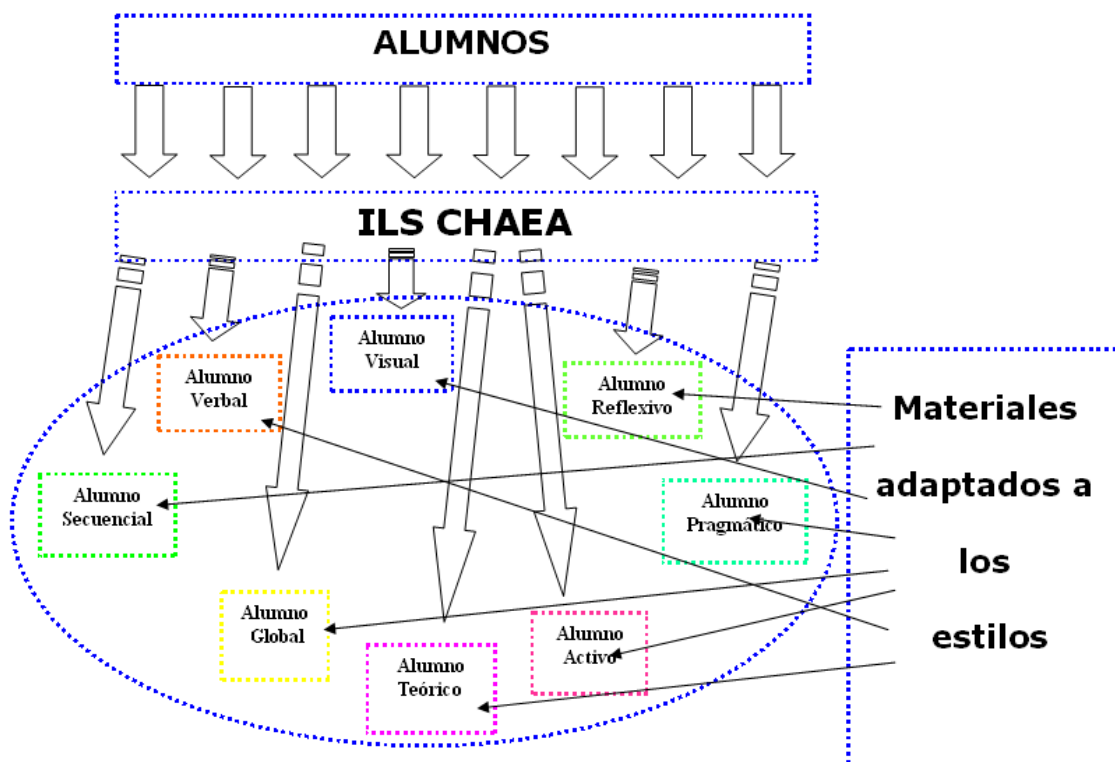 ALUMNOS
ILS CHAEA
Alumno
Visual
Alumno
Verbal
Alumno
Reflexivo
Alumno
Secuencial
Alumno
Pragmático
Alumno
Global
Alumno
Activo
Alumno
Teórico
Materiales
adaptados a
los
estilos